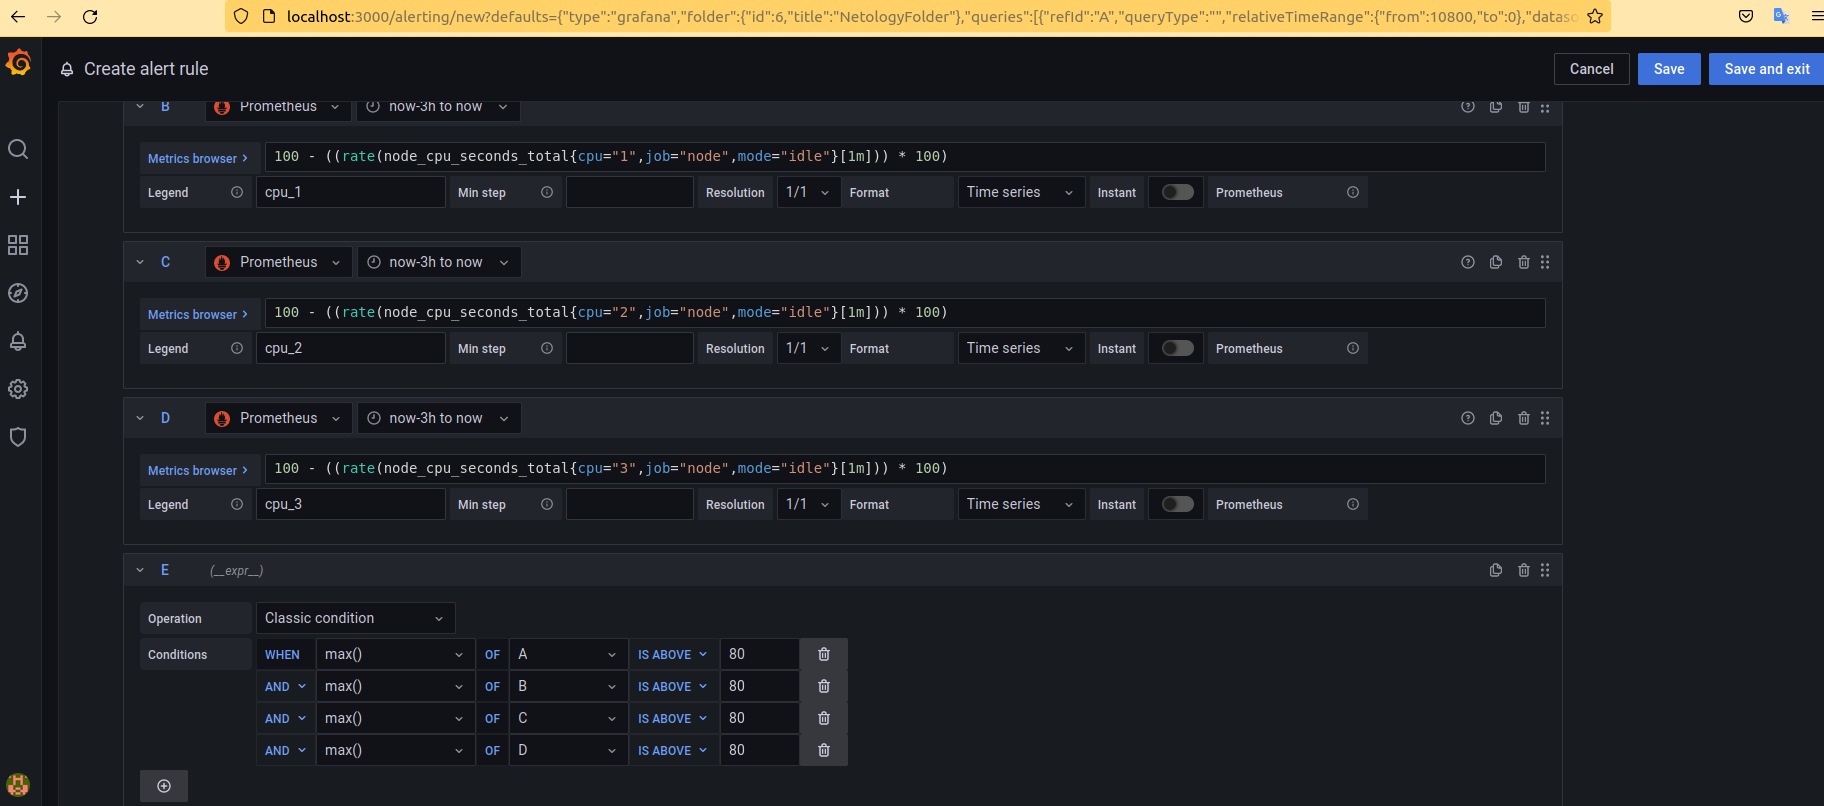 localhost:3000/alerting/new?defaults={"type":"grafana","folder":{"id":6,"title":"NetologyFolder"},"queries":[{"refId":"A","queryType":"","relativeTimeRange":{"from":10800,"to":0},"dataso
Create alert rule
Cancel Save Save and exit
B Prometheus now-3h to now
Metrics browser > 100 - ((rate(node_cpu_seconds_total{cpu="1",job="node",mode="idle"}[1m])) * 100)
Legend cpu_1 Min step Resolution 1/1 Format Time series Instant Prometheus
C Prometheus now-3h to now
Metrics browser > 100 - ((rate(node_cpu_seconds_total{cpu="2",job="node",mode="idle"}[1m])) * 100)
Legend cpu_2 Min step Resolution 1/1 Format Time series Instant Prometheus
D Prometheus now-3h to now
Metrics browser > 100 - ((rate(node_cpu_seconds_total{cpu="3",job="node",mode="idle"}[1m])) * 100)
Legend cpu_3 Min step Resolution 1/1 Format Time series Instant Prometheus
E (__expr__)
Operation Classic condition
Conditions WHEN max() OF A IS ABOVE 80
AND max() OF B IS ABOVE 80
AND max() OF C IS ABOVE 80
AND max() OF D IS ABOVE 80